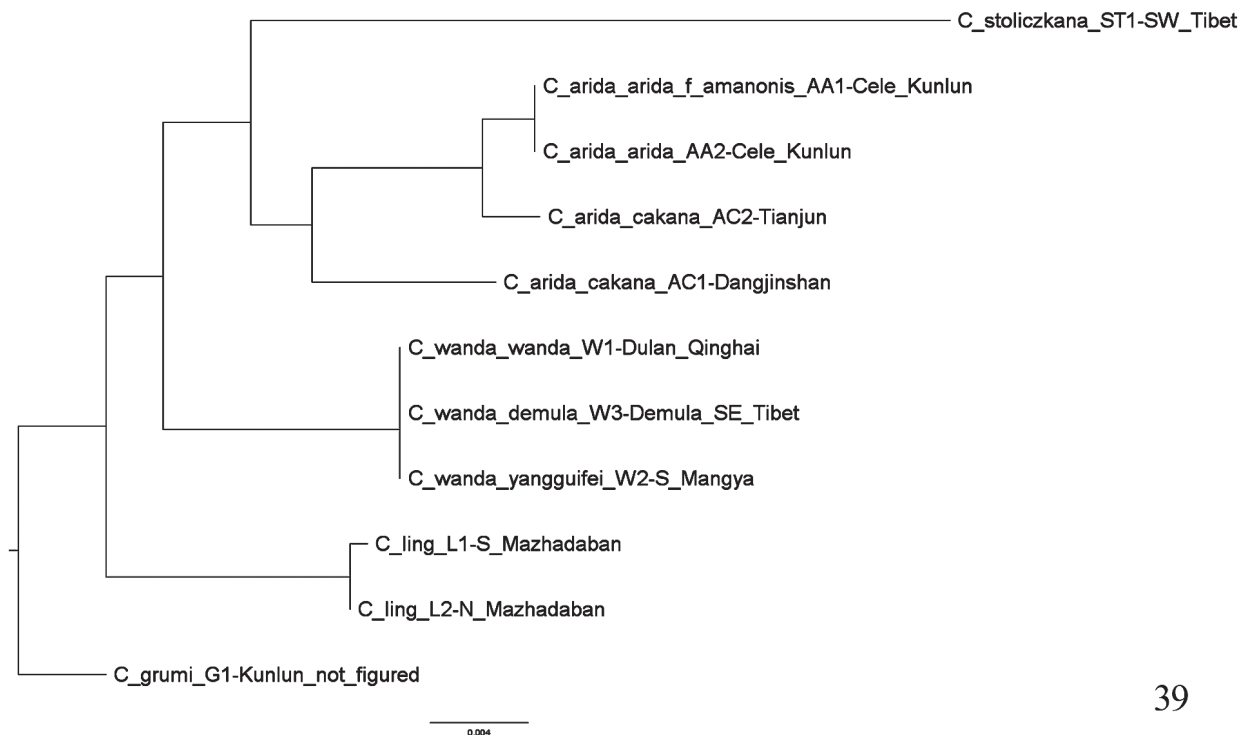 C_stoliczkana_ST1-SW_Tibet
C_arida_arida_f_amanonis_AA1-Cele_Kunlun
C_arida_arida_AA2-Cele_Kunlun
C_arida_cakana_AC2-Tianjun
C_arida_cakana_AC1-Dangjinshan
C_wanda_wanda_W1-Dulan_Qinghai
C_wanda_demula_W3-Demula_SE_Tibet
C_wanda_yangguifei_W2-S_Mangya
C_ling_L1-S_Mazhadaban
C_ling_L2-N_Mazhadaban
C_grumi_G1-Kunlun_not_figured
39
0.004